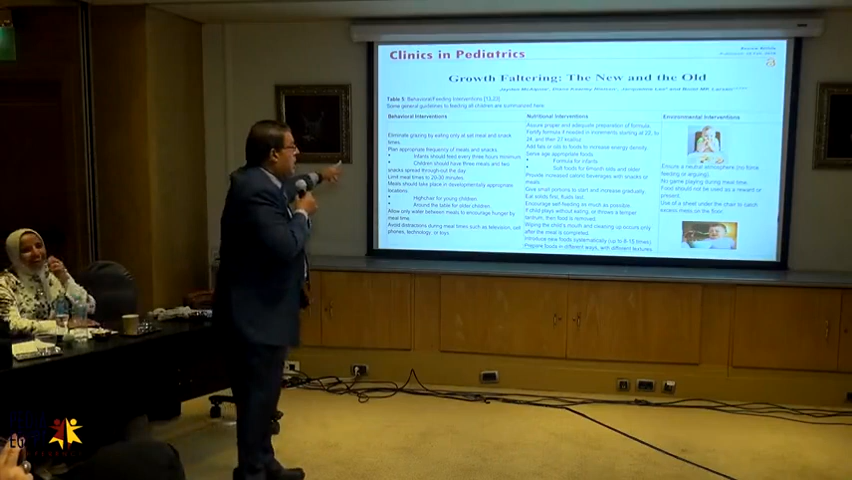 Clinics in Pediatrics
Growth Faltering: The New and the Old
Table 5: Behavioral/Feeding Interventions [13,23]
Some general guidelines to feeding all children are summarized here.
Behavioral Interventions
Eliminate grazing by eating only at set meal and snack
times.
Plan appropriate frequency of meals and snacks.
Infants should feed every three hours minimum
Children should have three meals and two
snacks spread throughout the day.
Limit meal times to 20-30 minutes.
Meals should take place in developmentally appropriate
locations:
Highchair for young children.
Around the table for older children.
Allow only water between meals to encourage hunger by
meal time.
Avoid distractions during meal times such as television, cell
phones, technology, or toys.
Nutritional Interventions
Assure proper and adequate preparation of formula.
Fortify formula if needed in increments starting at 22, to
24, and then 27 kcal/oz
Add fats or oils to foods to increase energy density.
Serve age appropriate foods:
Formula for infants.
Soft foods for 6month olds and older
Provide increased calorie beverages with snacks or
meals.
Give small portions to start and increase gradually.
Eat solids first, fluids last.
Encourage self-feeding as much as possible.
If child plays without eating, or throws a temper
tantrum, then food is removed.
Wiping the child's mouth and cleaning up occurs only
after the meal is completed.
Introduce new foods systematically (up to 8-15 times)
Prepare foods in different ways, with different textures
Environmental Interventions
Ensure a neutral atmosphere (no force
feeding or arguing).
No game playing during meal time.
Food should not be used as a reward or
present.
Use of a sheet under the chair to catch
excess mess on the floor.